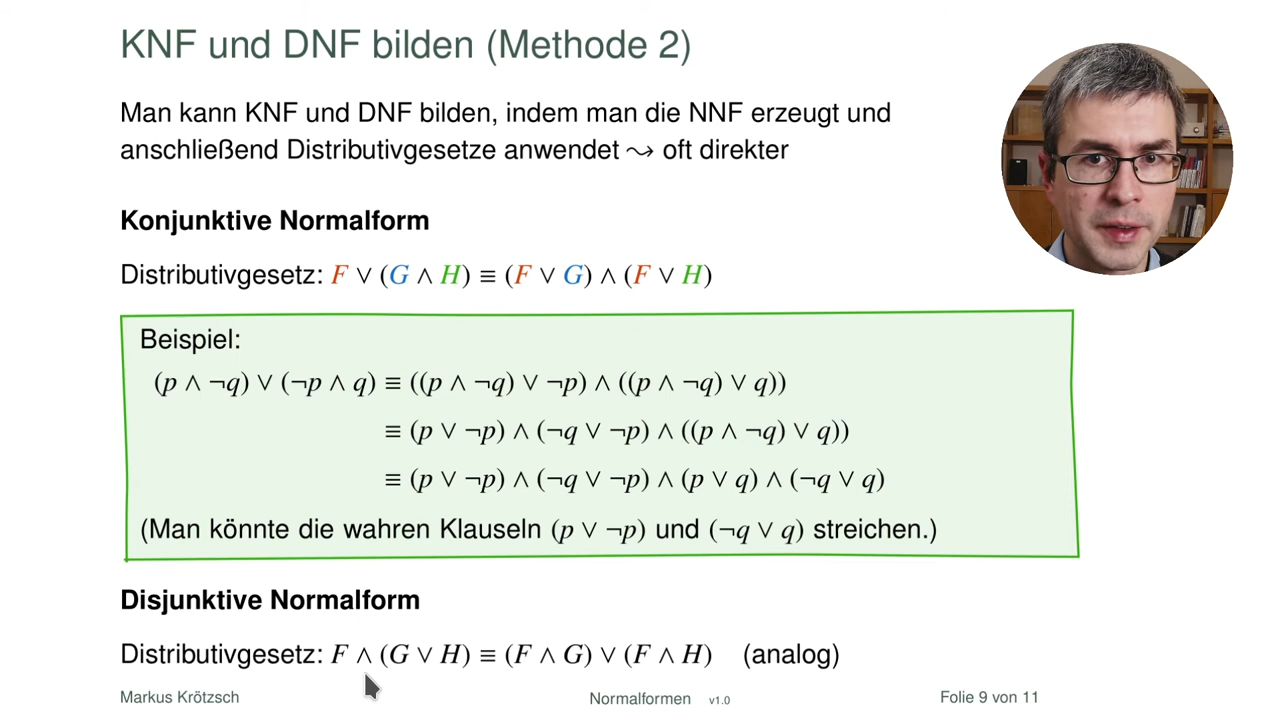 KNF und DNF bilden (Methode 2)
Man kann KNF und DNF bilden, indem man die NNF erzeugt und
anschließend Distributivgesetze anwendet ⤳ oft direkter
Konjunktive Normalform
Distributivgesetz: F ∨ (G ∧ H) ≡ (F ∨ G) ∧ (F ∨ H)
Beispiel:
(p ∧ ¬q) ∨ (¬p ∧ q) ≡ ((p ∧ ¬q) ∨ ¬p) ∧ ((p ∧ ¬q) ∨ q))
≡ (p ∨ ¬p) ∧ (¬q ∨ ¬p) ∧ ((p ∧ ¬q) ∨ q))
≡ (p ∨ ¬p) ∧ (¬q ∨ ¬p) ∧ (p ∨ q) ∧ (¬q ∨ q)
(Man könnte die wahren Klauseln (p ∨ ¬p) und (¬q ∨ q) streichen.)
Disjunktive Normalform
Distributivgesetz: F ∧ (G ∨ H) ≡ (F ∧ G) ∨ (F ∧ H) (analog)
Markus Krötzsch Normalformen v1.0 Folie 9 von 11